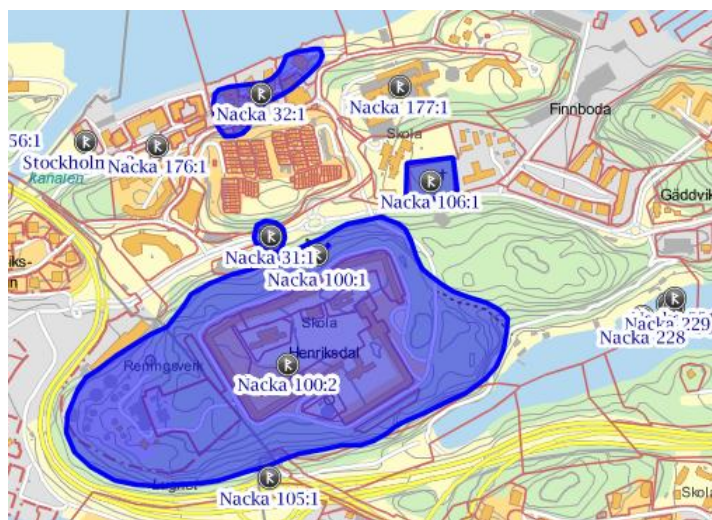 Nacka 32:1
Nacka 177:1
Finnboda
56:1
Stockholm
Nacka 176:1
Skola
kanalen
Nacka 106:1
Gäddvik
Nacka 31:1
Nacka 100:1
Skola
Nacka 229
Nacka 228
Henriksdal
Reningsverk
Nacka 100:2
Nacka 105:1
Skola